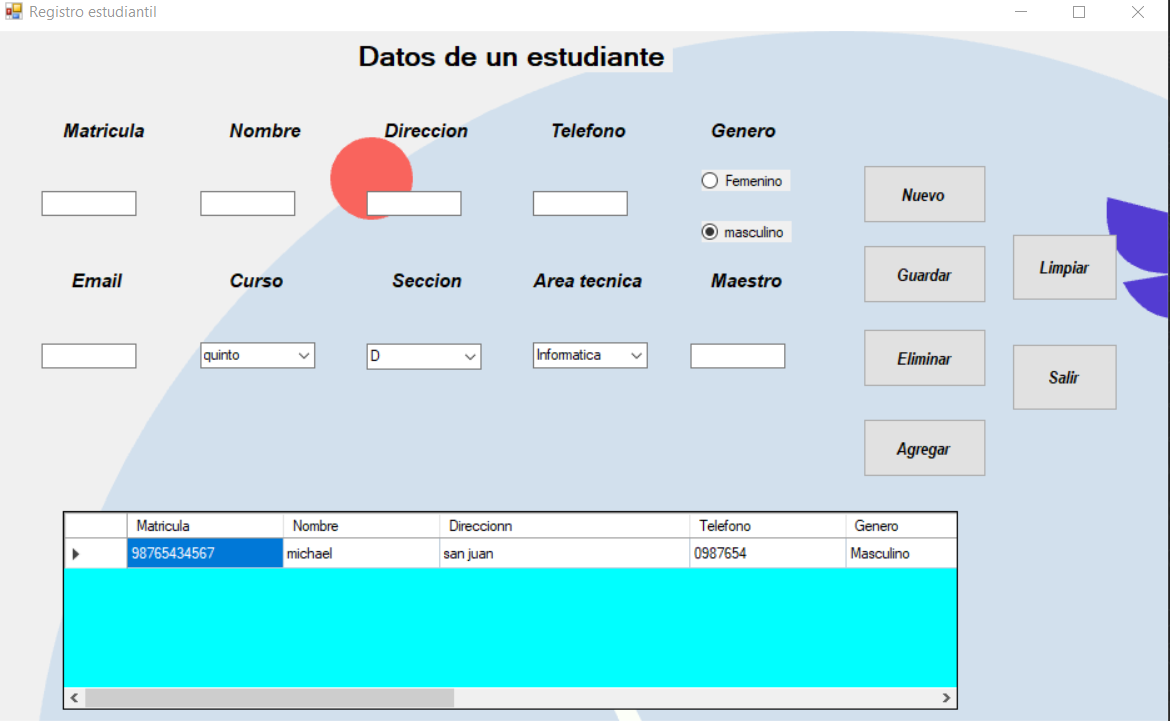 Registro estudiantil
Datos de un estudiante
Matricula Nombre Direccion Telefono Genero
Femenino
masculino
Nuevo
Guardar
Limpiar
Email Curso Seccion Area tecnica Maestro
quinto D Informatica
Eliminar
Salir
Agregar
Matricula Nombre Direccionn Telefono Genero
98765434567 michael san juan 0987654 Masculino